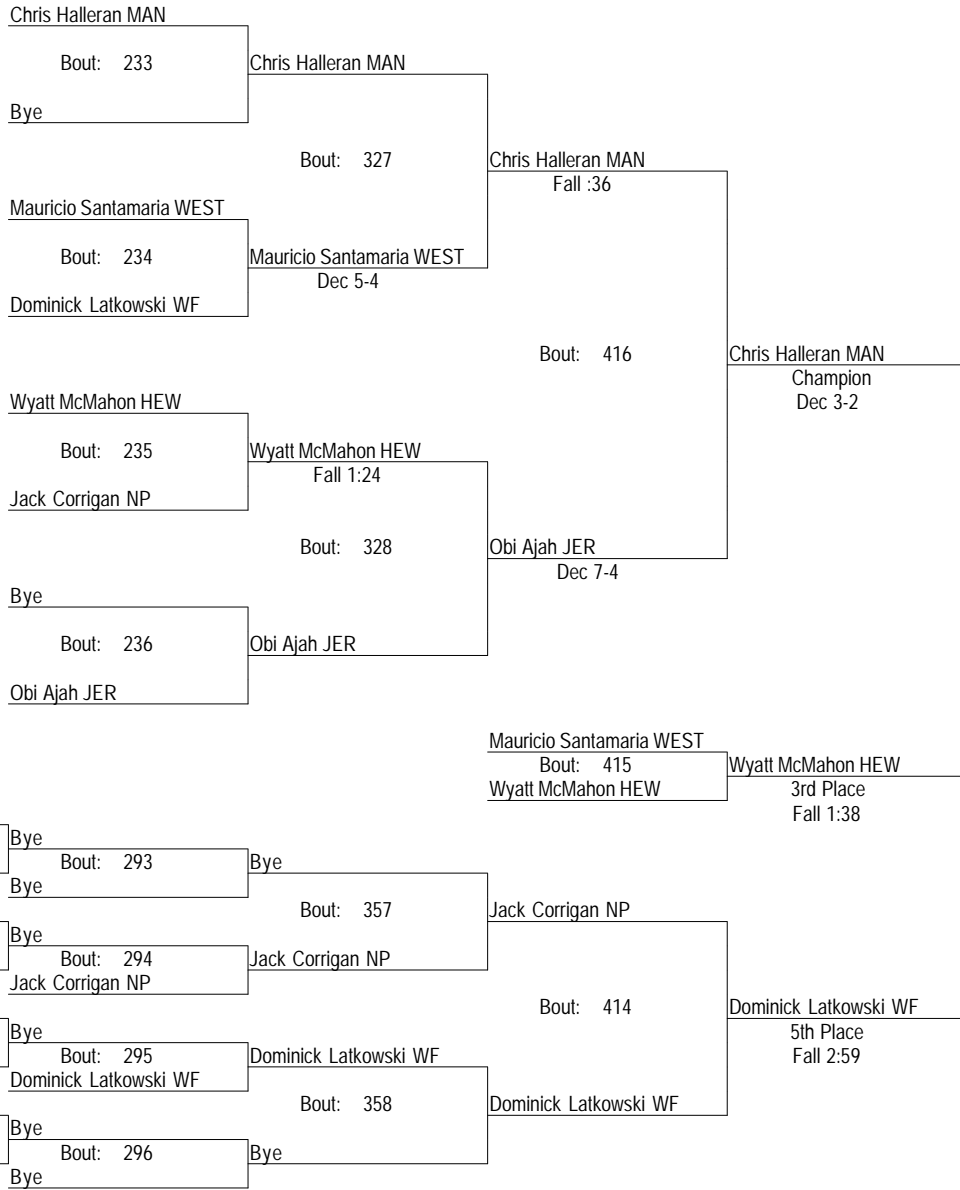 Chris Halleran MAN
Bout: 233
Chris Halleran MAN
Bye
Bout: 327
Chris Halleran MAN
Fall :36
Mauricio Santamaria WEST
Bout: 234
Mauricio Santamaria WEST
Dec 5-4
Dominick Latkowski WF
Bout: 416
Chris Halleran MAN
Champion
Dec 3-2
Wyatt McMahon HEW
Bout: 235
Wyatt McMahon HEW
Fall 1:24
Jack Corrigan NP
Bout: 328
Obi Ajah JER
Dec 7-4
Bye
Bout: 236
Obi Ajah JER
Obi Ajah JER
Mauricio Santamaria WEST
Bout: 415
Wyatt McMahon HEW
Wyatt McMahon HEW
3rd Place
Fall 1:38
Bye
Bout: 293
Bye
Bye
Bout: 357
Jack Corrigan NP
Bye
Bout: 294
Jack Corrigan NP
Jack Corrigan NP
Bout: 414
Dominick Latkowski WF
5th Place
Fall 2:59
Bye
Bout: 295
Dominick Latkowski WF
Dominick Latkowski WF
Bout: 358
Dominick Latkowski WF
Bye
Bout: 296
Bye
Bye